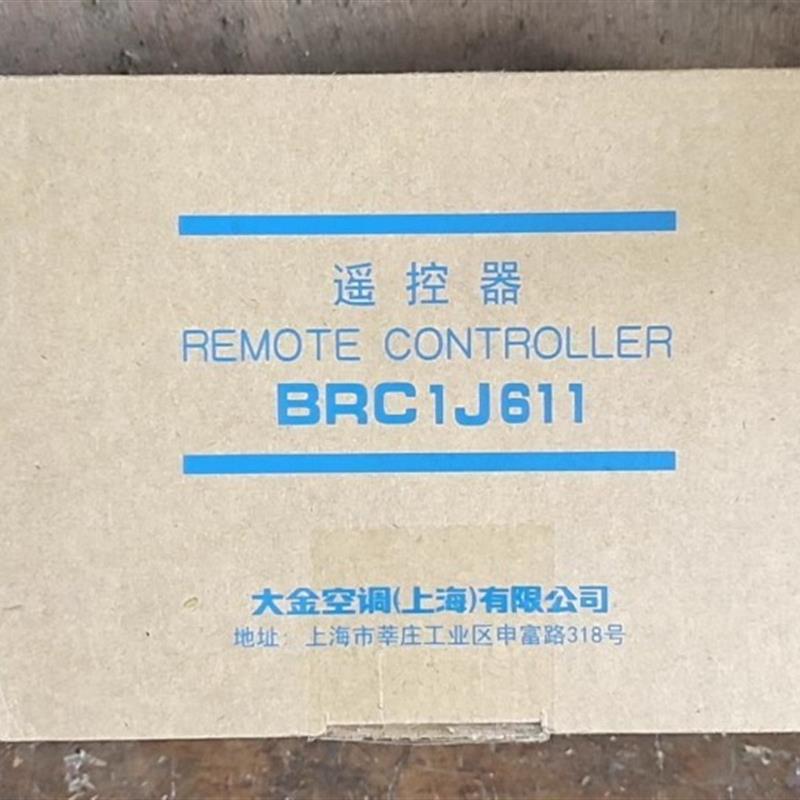 遥控器
REMOTE CONTROLLER
BRC1J611
大金空调(上海)有限公司
地址：上海市莘庄工业区申富路318号